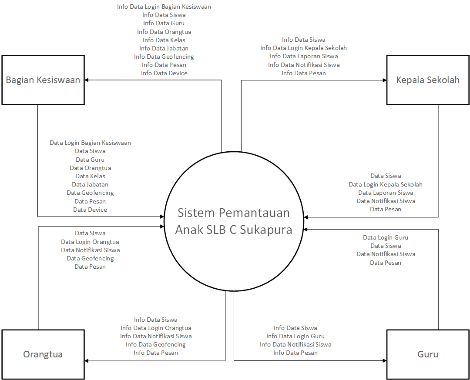 Info Data Login Bagian Kesiswaan
Info Data Siswa
Info Data Guru
Info Data Orangtua
Info Data Kelas
Info Data Jabatan
Info Data Geofencing
Info Data Pesan
Info Data Device
Info Data Siswa
Info Data Login Kepala Sekolah
Info Data Laporan Siswa
Info Data Notifikasi Siswa
Info Data Pesan
Bagian Kesiswaan
Kepala Sekolah
Data Login Bagian Kesiswaan
Data Siswa
Data Guru
Data Orangtua
Data Kelas
Data Jabatan
Data Geofencing
Data Pesan
Data Device
Sistem Pemantauan
Anak SLB C Sukapura
Data Siswa
Data Login Kepala Sekolah
Data Laporan Siswa
Data Notifikasi Siswa
Data Pesan
Data Siswa
Data Login Orangtua
Data Notifikasi Siswa
Data Geofencing
Data Pesan
Data Login Guru
Data Siswa
Data Notifikasi Siswa
Data Pesan
Info Data Siswa
Info Data Login Orangtua
Info Data Notifikasi Siswa
Info Data Geofencing
Info Data Pesan
Info Data Siswa
Info Data Login Guru
Info Data Notifikasi Siswa
Info Data Pesan
Orangtua
Guru